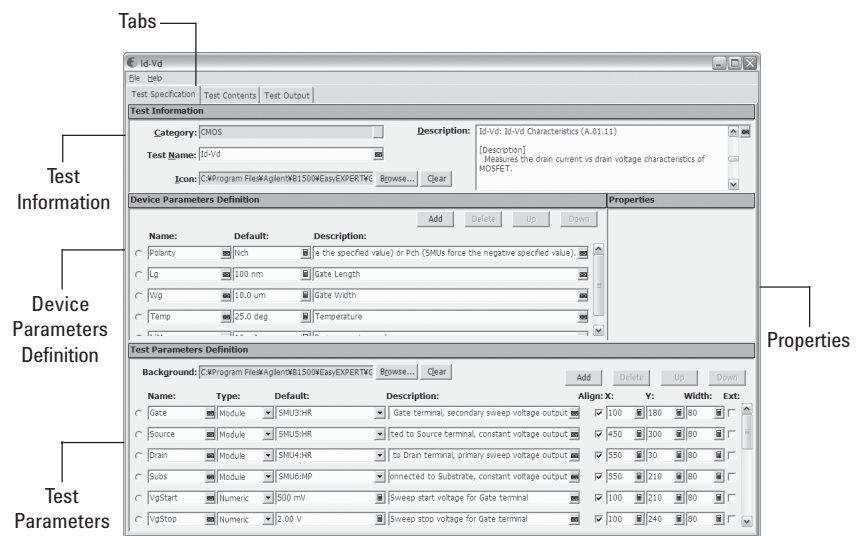 Tabs
Id-Vd
File Help
Test Specification Test Contents Test Output
Test Information
Category: CMOS Description: Id-Vd: Id-Vd Characteristics (A.01.11)
[Description]
Measures the drain current vs drain voltage characteristics of
MOSFET.
Test Name: Id-Vd
Icon: C:¥Program Files¥Agilent¥B1500¥EasyEXPERT¥G Browse... Clear
Test
Information
Device Parameters Definition Properties
Add Delete Up Down
Name: Default: Description:
Polarity Nch e the specified value) or Pch (SMUs force the negative specified value).
Lg 100 nm Gate Length
Wg 10.0 um Gate Width
Temp 25.0 deg Temperature
Device
Parameters
Definition
Properties
Test Parameters Definition
Background: C:¥Program Files¥Agilent¥B1500¥EasyEXPERT¥G Browse... Clear
Add Delete Up Down
Name: Type: Default: Description: Align: X: Y: Width: Ext:
Gate Module SMU3:HR Gate terminal, secondary sweep voltage output 100 180 80
Source Module SMU5:HR ted to Source terminal, constant voltage output 450 300 80
Drain Module SMU4:HR to Drain terminal, primary sweep voltage output 550 30 80
Subs Module SMU6:MP onnected to Substrate, constant voltage output 550 210 80
VgStart Numeric 500 mV Sweep start voltage for Gate terminal 100 210 80
VgStop Numeric 2.00 V Sweep stop voltage for Gate terminal 100 240 80
Test
Parameters